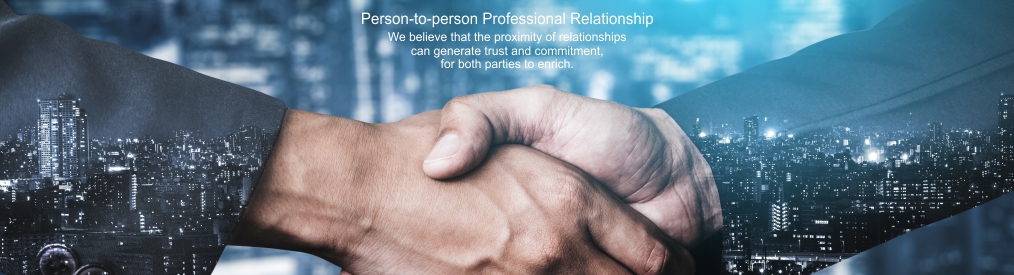 Person-to-person Professional Relationship
We believe that the proximity of relationships
can generate trust and commitment,
for both parties to enrich.